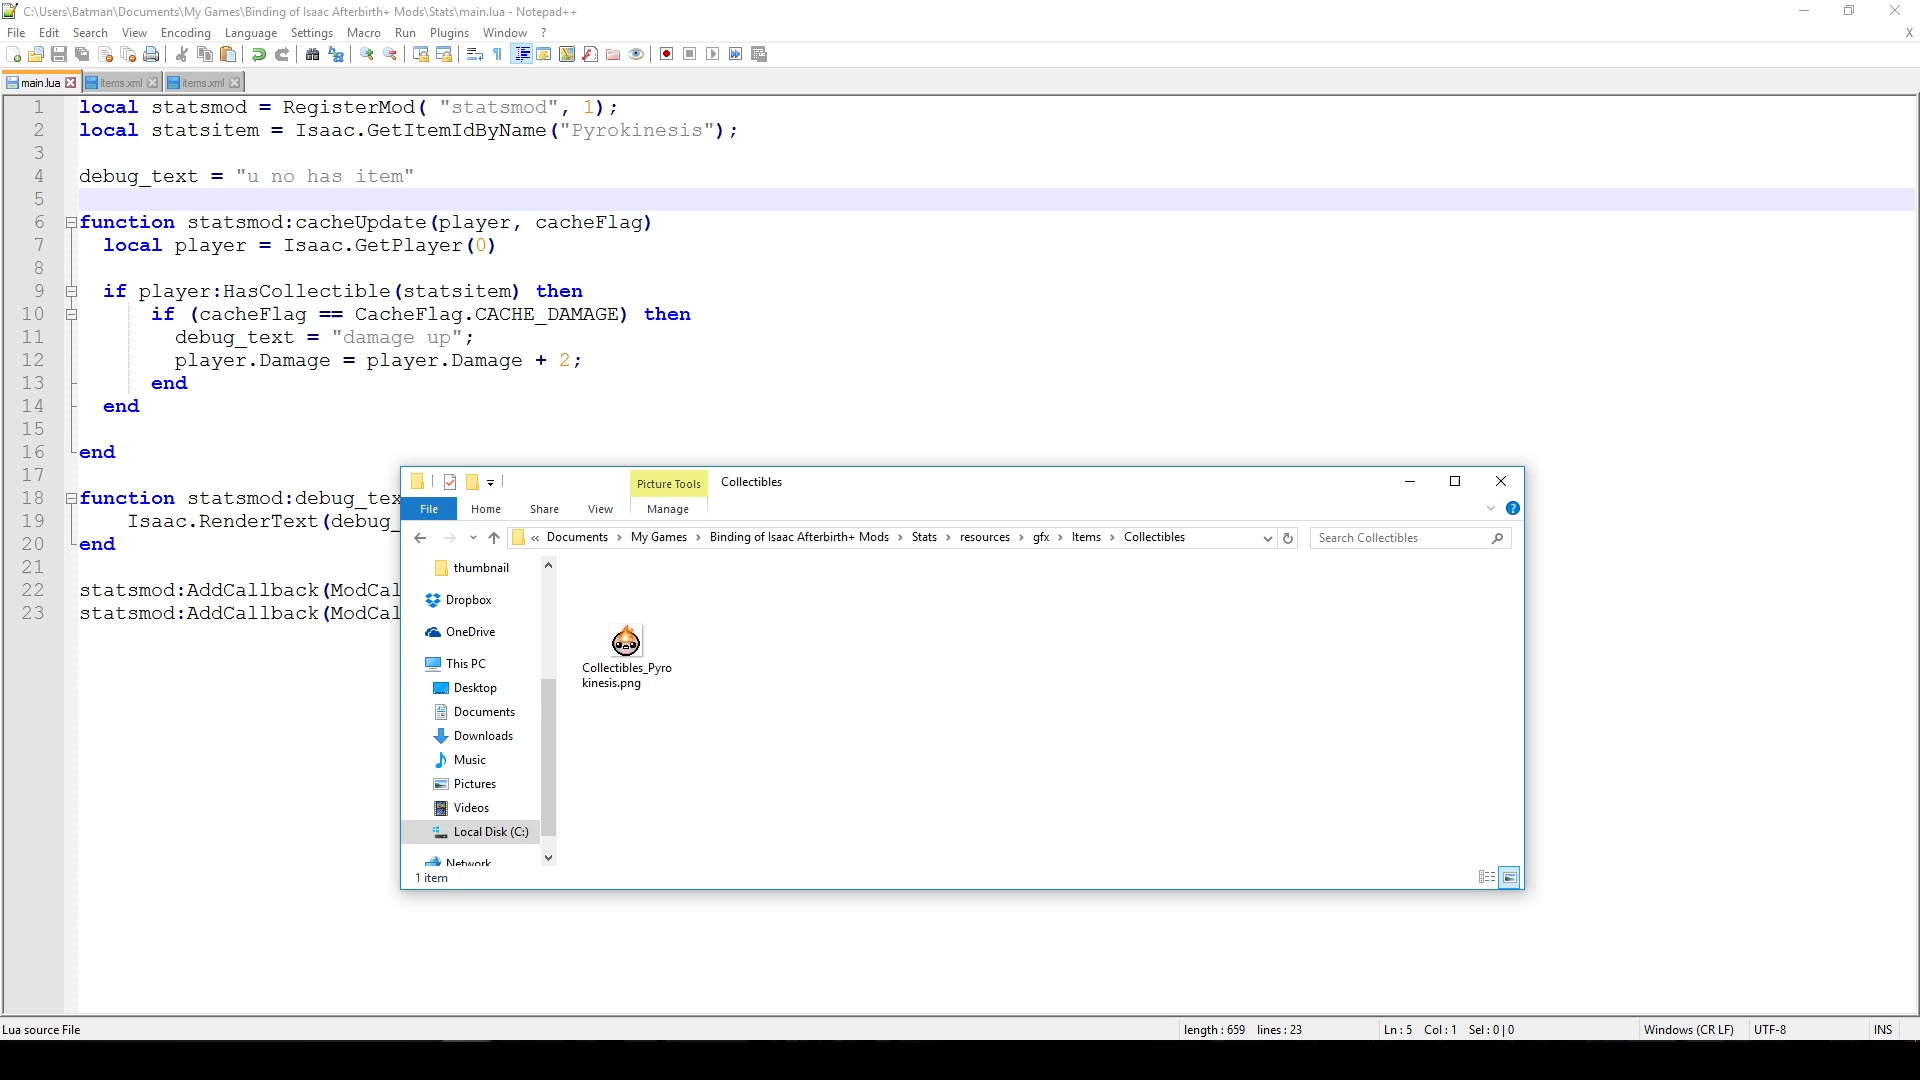 C:\Users\Batman\Documents\My Games\Binding of Isaac Afterbirth+ Mods\Stats\main.lua - Notepad++
File Edit Search View Encoding Language Settings Macro Run Plugins Window ? X
main.lua items.xml items.xml
1 local statsmod = RegisterMod( "statsmod", 1);
2 local statsitem = Isaac.GetItemIdByName("Pyrokinesis");
3
4 debug_text = "u no has item"
5
6 function statsmod:cacheUpdate(player, cacheFlag)
7 local player = Isaac.GetPlayer(0)
8
9 if player:HasCollectible(statsitem) then
10 if (cacheFlag == CacheFlag.CACHE_DAMAGE) then
11 debug_text = "damage up";
12 player.Damage = player.Damage + 2;
13 end
14 end
15
16 end
17
18 function statsmod:debug_tex
19 Isaac.RenderText(debug_
20 end
21
22 statsmod:AddCallback(ModCal
23 statsmod:AddCallback(ModCal
Picture Tools Collectibles
File Home Share View Manage
« Documents > My Games > Binding of Isaac Afterbirth+ Mods > Stats > resources > gfx > Items > Collectibles
Search Collectibles
thumbnail
Dropbox
OneDrive
This PC
Desktop
Documents
Downloads
Music
Pictures
Videos
Local Disk (C:)
Network
Collectibles_Pyro
kinesis.png
1 item
Lua source File length : 659 lines : 23 Ln : 5 Col : 1 Sel : 0 | 0 Windows (CR LF) UTF-8 INS